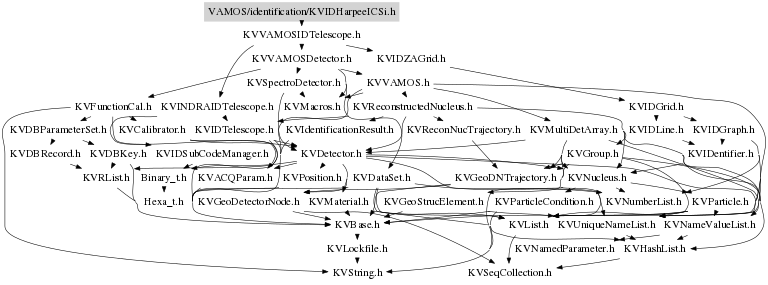 VAMOS/identification/KVIDHarpeeICSi.h
KVVAMOSIDTelescope.h
KVVAMOSDetector.h KVIDZAGrid.h
KVSpectroDetector.h KVVAMOS.h
KVFunctionCal.h KVINDRAIDTelescope.h KVMacros.h KVReconstructedNucleus.h KVIDGrid.h
KVDBParameterSet.h KVCalibrator.h KVIDTelescope.h KVIdentificationResult.h KVReconNucTrajectory.h KVMultiDetArray.h KVIDLine.h KVIDGraph.h
KVDBRecord.h KVDBKey.h KVIDSubCodeManager.h KVDetector.h KVGroup.h KVIDentifier.h
KVRList.h Binary_t.h KVACQParam.h KVPosition.h KVDataSet.h KVGeoDNTrajectory.h KVNucleus.h
Hexa_t.h KVGeoDetectorNode.h KVMaterial.h KVGeoStrucElement.h KVParticleCondition.h KVNumberList.h KVParticle.h
KVBase.h KVList.h KVUniqueNameList.h KVNameValueList.h
KVLockfile.h KVNamedParameter.h KVHashList.h
KVString.h KVSeqCollection.h